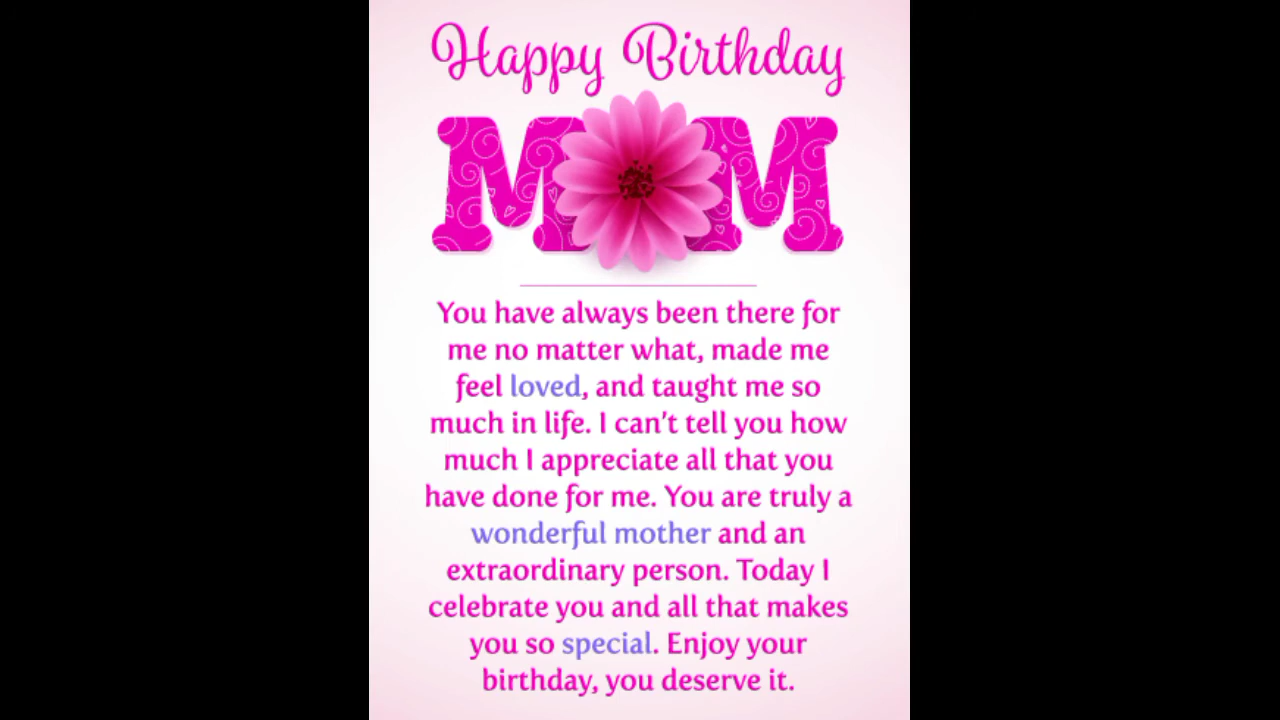 Happy Birthday
MOM
You have always been there for
me no matter what, made me
feel loved, and taught me so
much in life. I can't tell you how
much I appreciate all that you
have done for me. You are truly a
wonderful mother and an
extraordinary person. Today I
celebrate you and all that makes
you so special. Enjoy your
birthday, you deserve it.